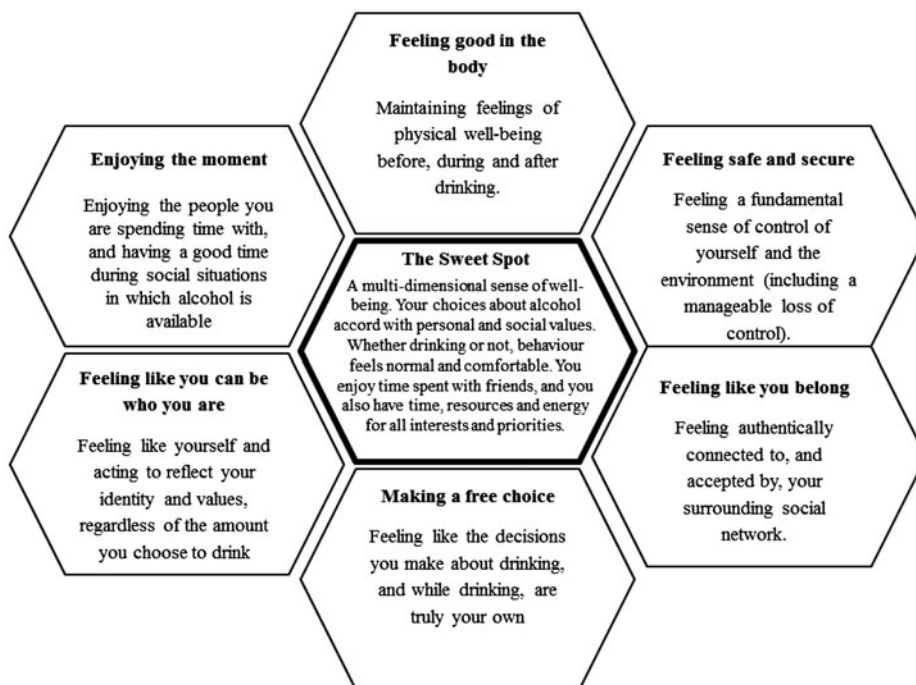 Feeling good in the
body
Maintaining feelings of
physical well-being
before, during and after
drinking.
Enjoying the moment
Enjoying the people you
are spending time with,
and having a good time
during social situations
in which alcohol is
available
Feeling safe and secure
Feeling a fundamental
sense of control of
yourself and the
environment (including a
manageable loss of
control).
The Sweet Spot
A multi-dimensional sense of well-
being. Your choices about alcohol
accord with personal and social values.
Whether drinking or not, behaviour
feels normal and comfortable. You
enjoy time spent with friends, and you
also have time, resources and energy
for all interests and priorities.
Feeling like you can be
who you are
Feeling like yourself and
acting to reflect your
identity and values,
regardless of the amount
you choose to drink
Feeling like you belong
Feeling authentically
connected to, and
accepted by, your
surrounding social
network.
Making a free choice
Feeling like the decisions
you make about drinking,
and while drinking, are
truly your own